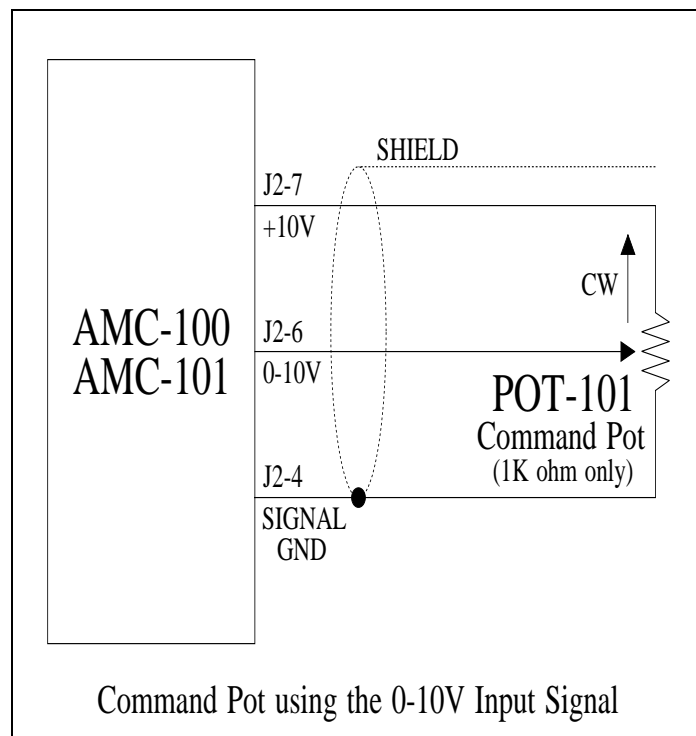 SHIELD
J2-7
+10V
CW
AMC-100
AMC-101
J2-6
0-10V
POT-101
Command Pot
(1K ohm only)
J2-4
SIGNAL
GND
Command Pot using the 0-10V Input Signal